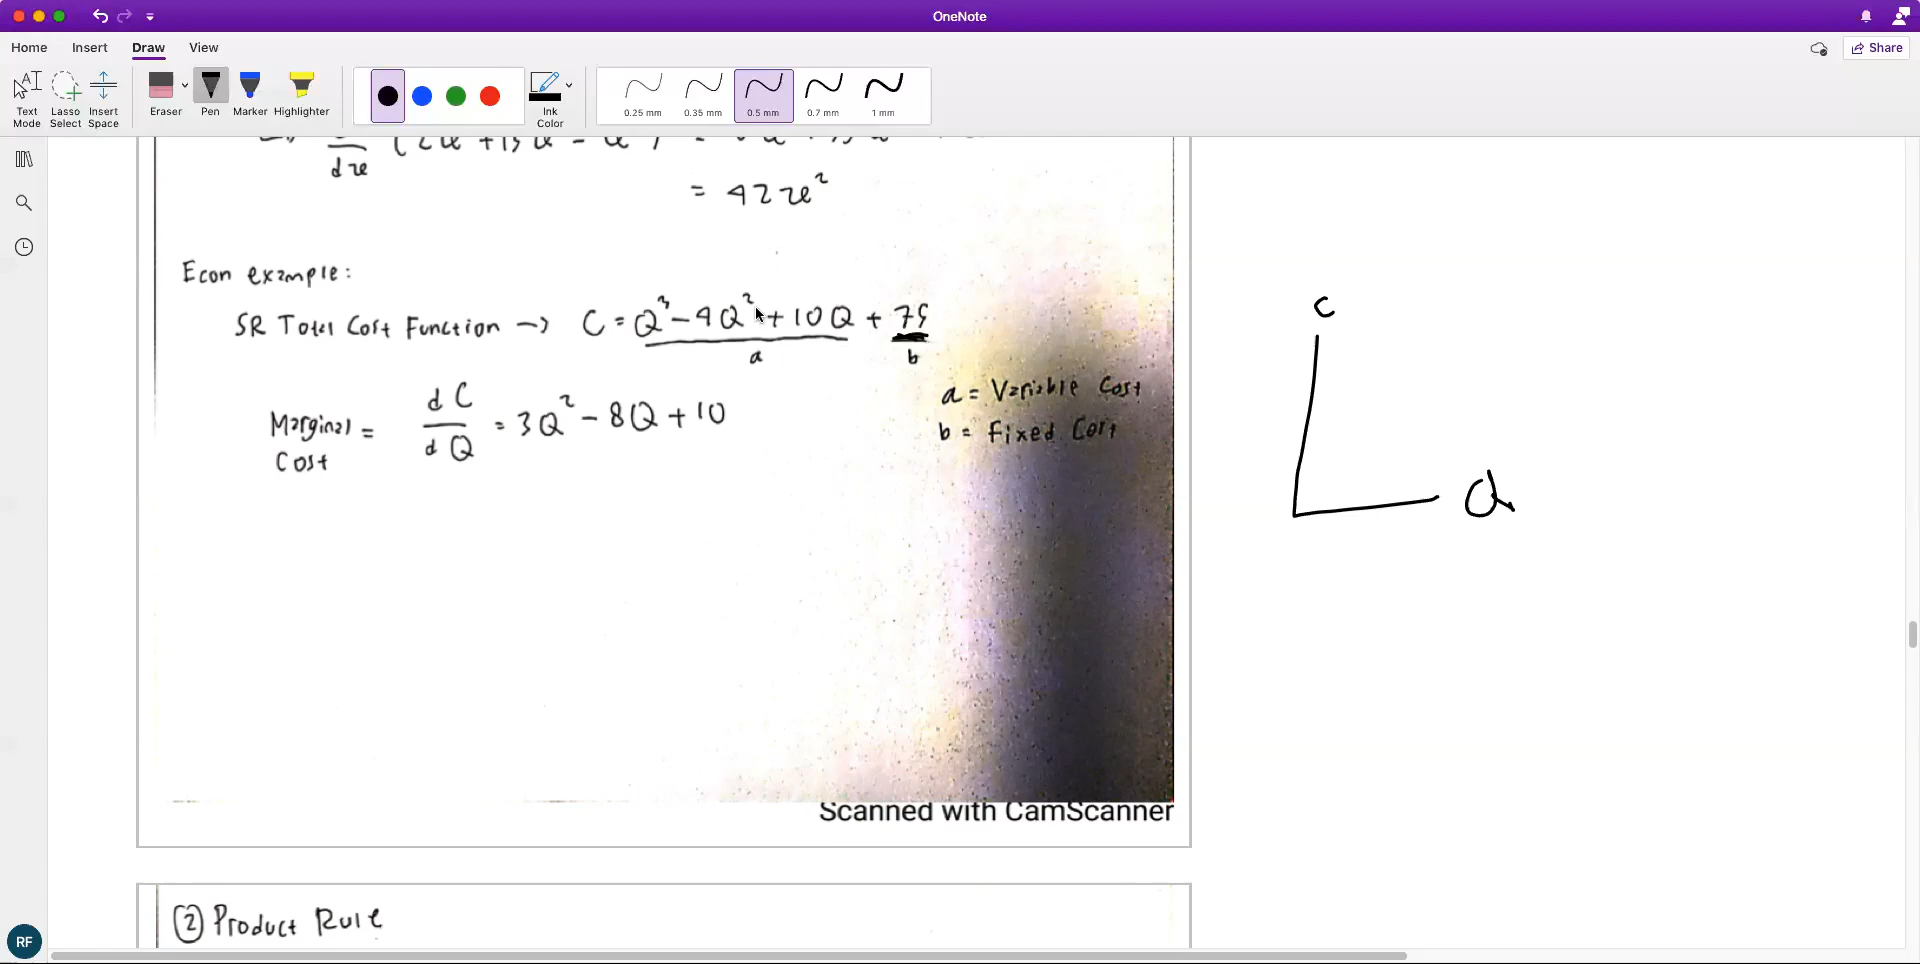 OneNote
Home Insert Draw View
Share
Text Mode Lasso Select Insert Space Eraser Pen Marker Highlighter Ink Color 0.25 mm 0.35 mm 0.5 mm 0.7 mm 1 mm
dx
= 42x²
Econ example:
SR Total Cost Function -> C = Q³ - 4Q² + 10Q + 75
a b
Marginal Cost = dC/dQ = 3Q² - 8Q + 10
a = Variable Cost
b = Fixed Cost
C
Q
Scanned with CamScanner
② Product Rule
RF